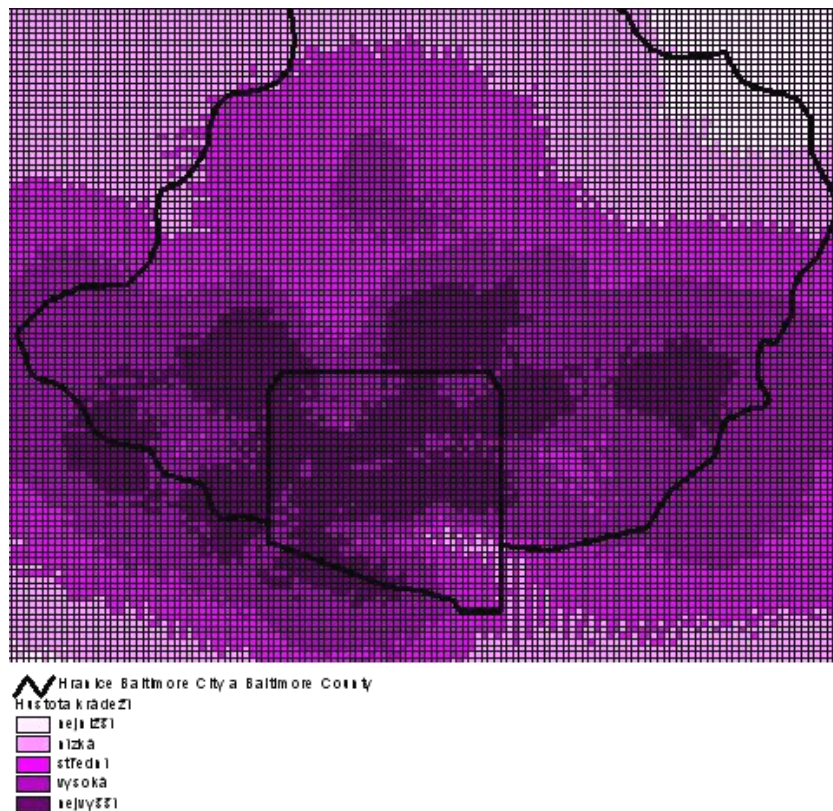 Hranice Baltimore City a Baltimore County
Hustota krádeží
nejnižší
nízká
střední
vysoká
nejvyšší